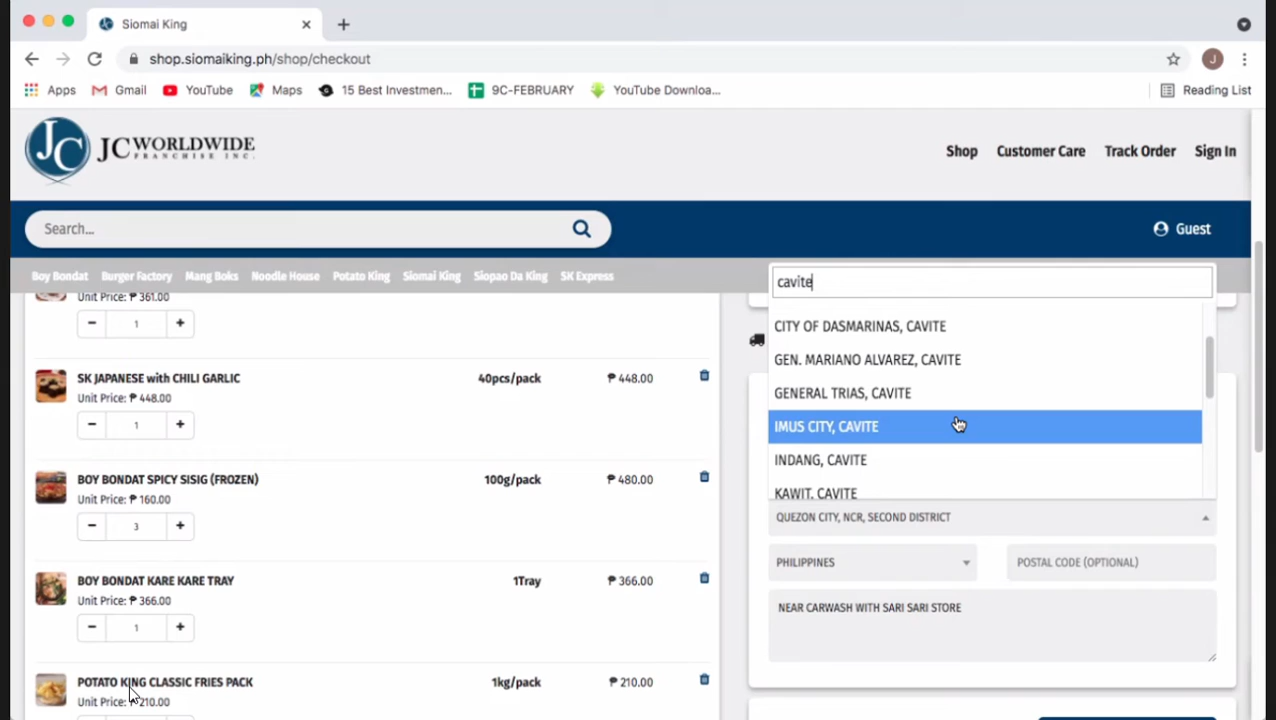 Siomai King
shop.siomaiking.ph/shop/checkout
Apps Gmail YouTube Maps 15 Best Investmen... 9C-FEBRUARY YouTube Downloa... Reading List
JC JC WORLDWIDE
FRANCHISE INC.
Shop Customer Care Track Order Sign In
Search... Guest
Boy Bondat Burger Factory Mang Boks Noodle House Potato King Siomai King Siopao Da King SK Express
Unit Price: ₱ 361.00
1
SK JAPANESE with CHILI GARLIC 40pcs/pack ₱ 448.00
Unit Price: ₱ 448.00
1
BOY BONDAT SPICY SISIG (FROZEN) 100g/pack ₱ 480.00
Unit Price: ₱ 160.00
3
BOY BONDAT KARE KARE TRAY 1Tray ₱ 366.00
Unit Price: ₱ 366.00
1
POTATO KING CLASSIC FRIES PACK 1kg/pack ₱ 210.00
Unit Price: ₱ 210.00
cavite
CITY OF DASMARINAS, CAVITE
GEN. MARIANO ALVAREZ, CAVITE
GENERAL TRIAS, CAVITE
IMUS CITY, CAVITE
INDANG, CAVITE
KAWIT, CAVITE
QUEZON CITY, NCR, SECOND DISTRICT
PHILIPPINES POSTAL CODE (OPTIONAL)
NEAR CARWASH WITH SARI SARI STORE